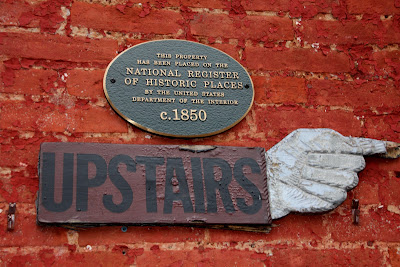 THIS PROPERTY
HAS BEEN PLACED ON THE
NATIONAL REGISTER
OF HISTORIC PLACES
BY THE UNITED STATES
DEPARTMENT OF THE INTERIOR
c.1850
UPSTAIRS